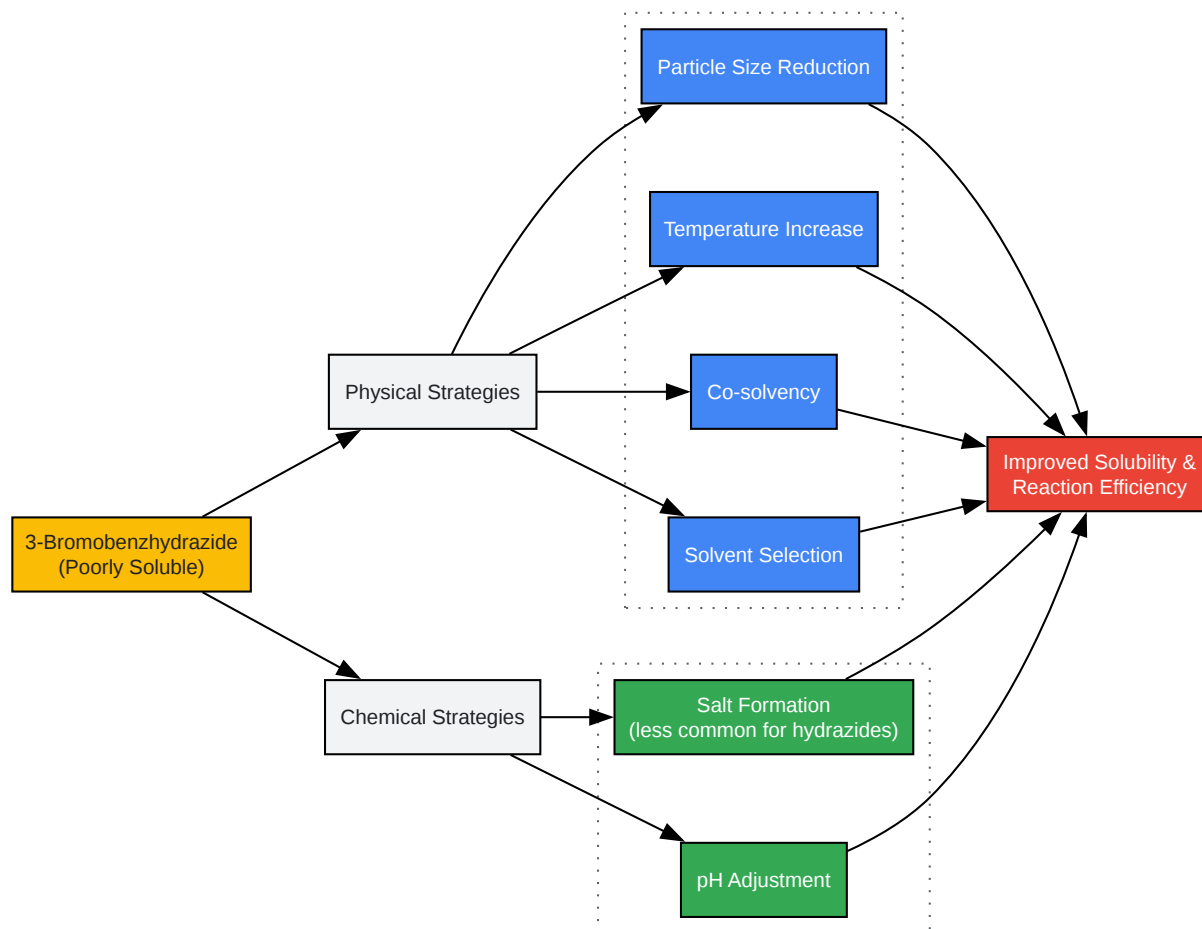 Particle Size Reduction
Temperature Increase
Physical Strategies
Co-solvency
Improved Solubility &
Reaction Efficiency
3-Bromobenzhydrazide
(Poorly Soluble)
Solvent Selection
Chemical Strategies
Salt Formation
(less common for hydrazides)
pH Adjustment